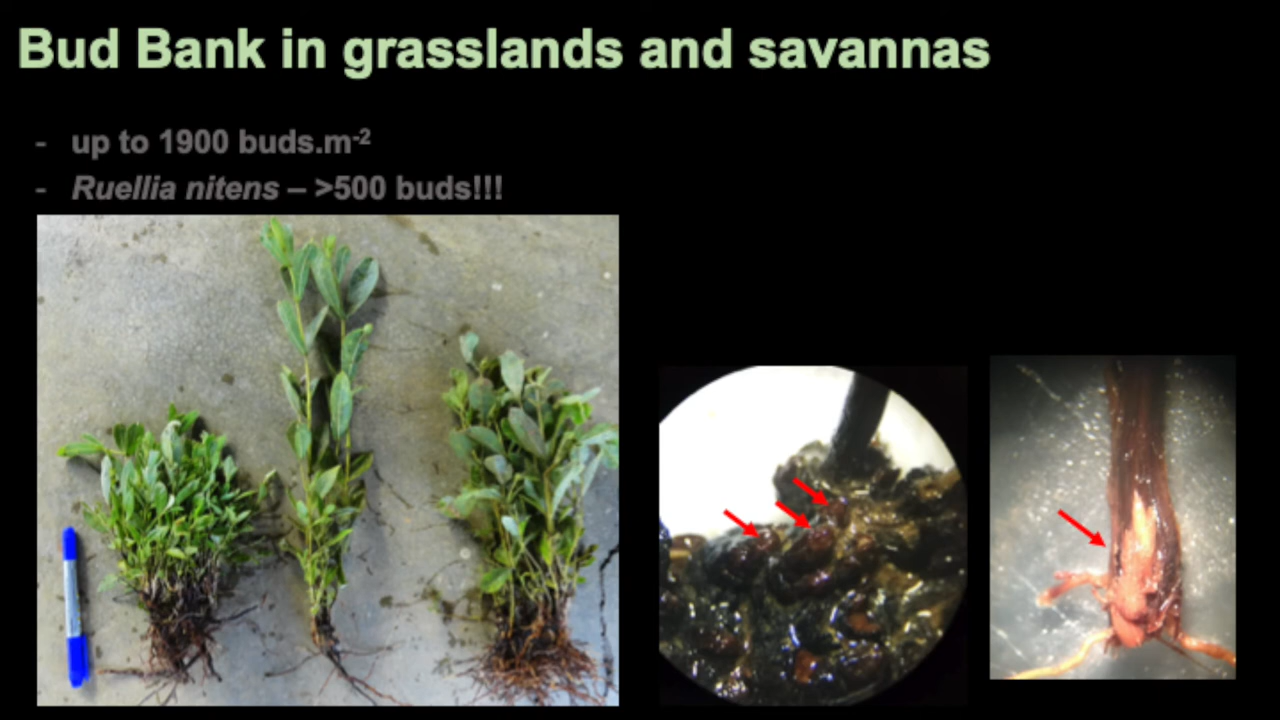 Bud Bank in grasslands and savannas
- up to 1900 buds.m⁻²
- Ruellia nitens – >500 buds!!!